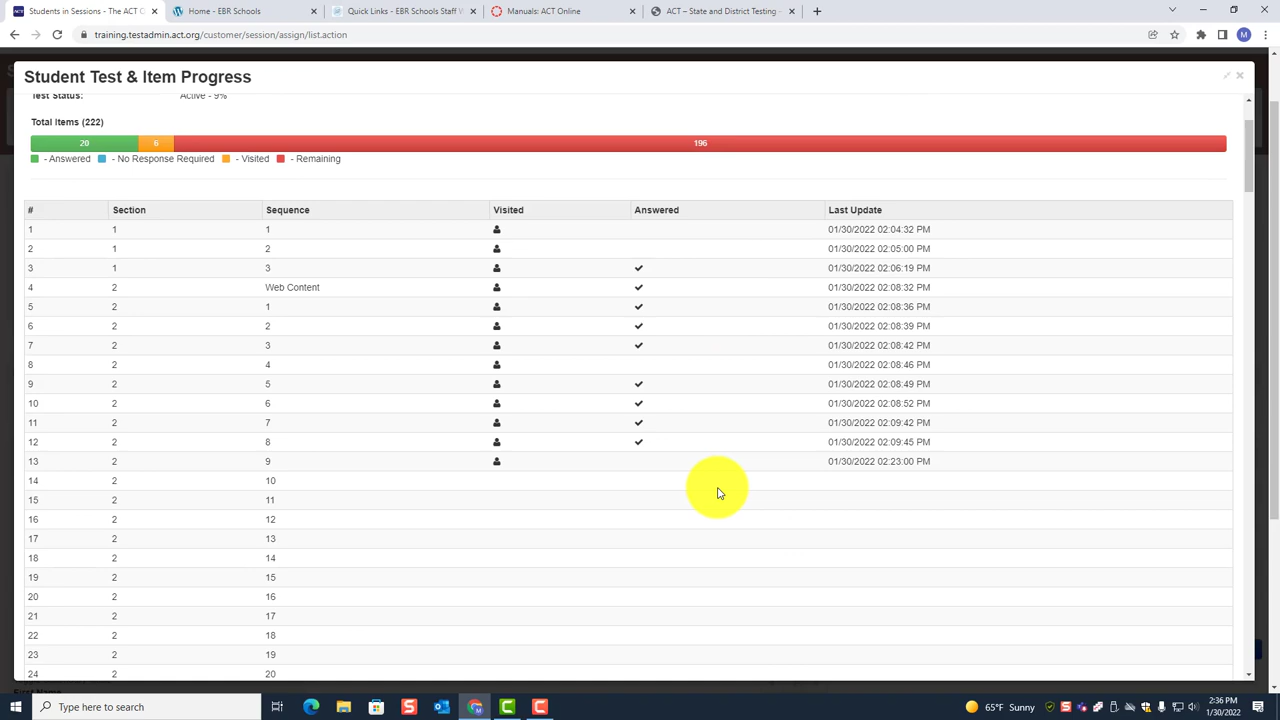 Students in Sessions - The ACT O
Home - EBR Schools
Quick Links - EBR Schools Staff W
Manuals: ACT Online
ACT – State and District Testing -
training.testadmin.act.org/customer/session/assign/list.action
M
Student Test & Item Progress
Test Status: Active - 9%
Total Items (222)
20 6 196
- Answered - No Response Required - Visited - Remaining
# Section Sequence Visited Answered Last Update
1 1 1 01/30/2022 02:04:32 PM
2 1 2 01/30/2022 02:05:00 PM
3 1 3 01/30/2022 02:06:19 PM
4 2 Web Content 01/30/2022 02:08:32 PM
5 2 1 01/30/2022 02:08:36 PM
6 2 2 01/30/2022 02:08:39 PM
7 2 3 01/30/2022 02:08:42 PM
8 2 4 01/30/2022 02:08:46 PM
9 2 5 01/30/2022 02:08:49 PM
10 2 6 01/30/2022 02:08:52 PM
11 2 7 01/30/2022 02:09:42 PM
12 2 8 01/30/2022 02:09:45 PM
13 2 9 01/30/2022 02:23:00 PM
14 2 10
15 2 11
16 2 12
17 2 13
18 2 14
19 2 15
20 2 16
21 2 17
22 2 18
23 2 19
24 2 20
First Name
Type here to search
65°F Sunny
2:36 PM
1/30/2022